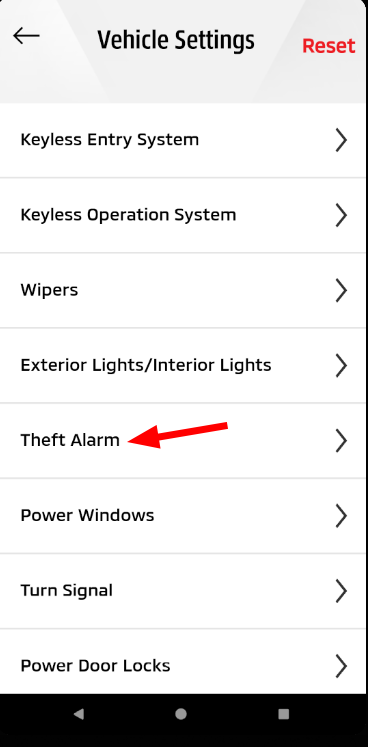 Vehicle Settings
Reset
Keyless Entry System
Keyless Operation System
Wipers
Exterior Lights/Interior Lights
Theft Alarm
Power Windows
Turn Signal
Power Door Locks